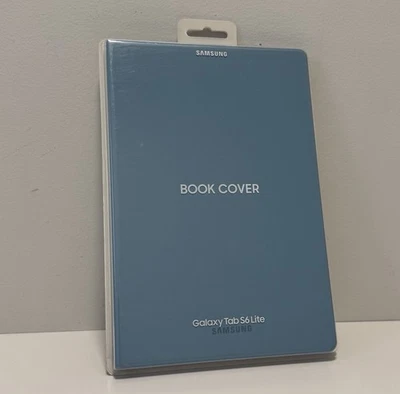 SAMSUNG
BOOK COVER
Galaxy Tab S6 Lite
SAMSUNG